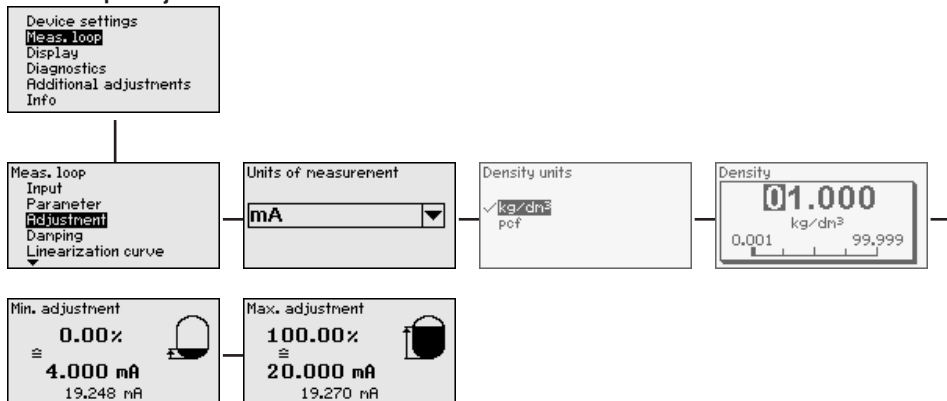 Device settings
Meas. loop
Display
Diagnostics
Additional adjustments
Info
Meas. loop
Input
Parameter
Adjustment
Damping
Linearization curve
Units of measurement
mA
Density units
✓kg/dm³
pcf
Density
01.000
kg/dm³
0.001 99.999
Min. adjustment
0.00%
≙
4.000 mA
19.248 mA
Max. adjustment
100.00%
≙
20.000 mA
19.270 mA